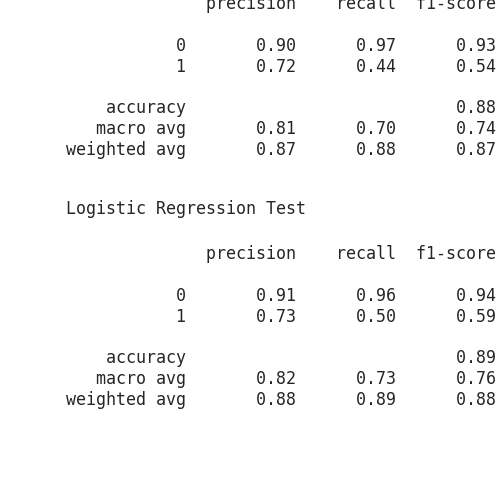 precision recall f1-score
0 0.90 0.97 0.93
1 0.72 0.44 0.54
accuracy 0.88
macro avg 0.81 0.70 0.74
weighted avg 0.87 0.88 0.87
Logistic Regression Test
precision recall f1-score
0 0.91 0.96 0.94
1 0.73 0.50 0.59
accuracy 0.89
macro avg 0.82 0.73 0.76
weighted avg 0.88 0.89 0.88